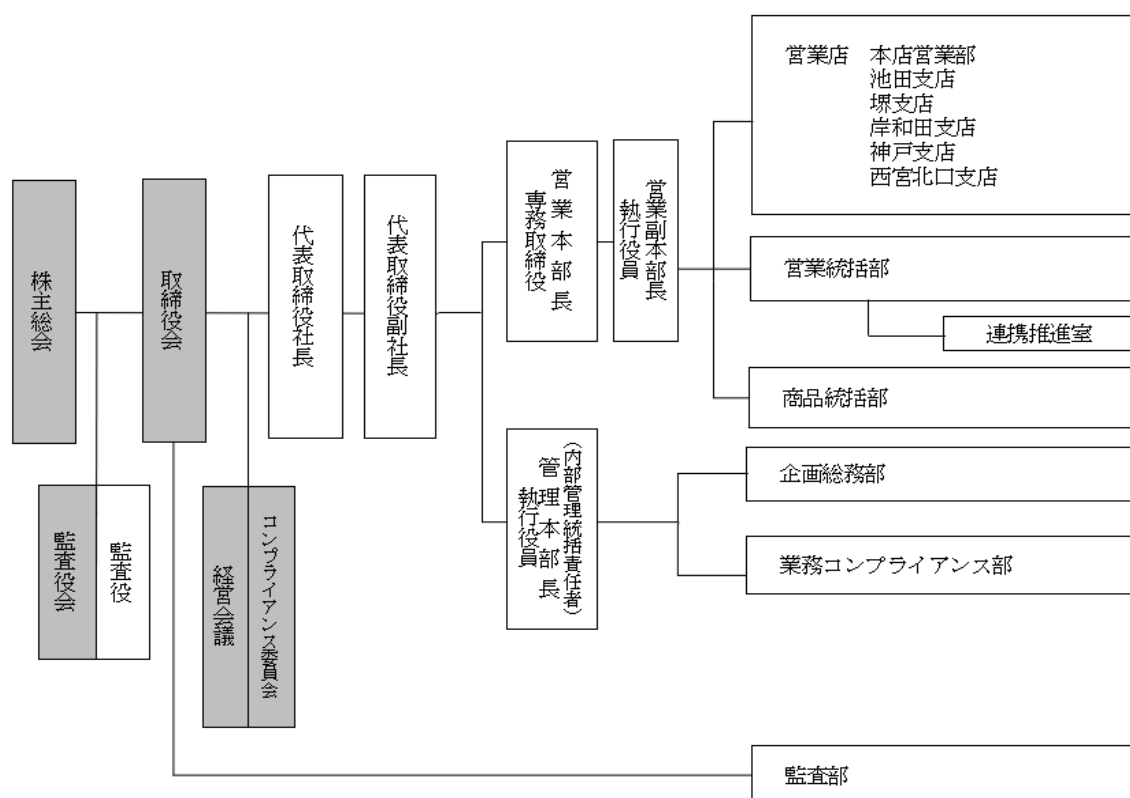 株主総会
監査役会
監査役
取締役会
経営会議
コンプライアンス委員会
代表取締役社長
代表取締役副社長
営業本部長
専務取締役
営業副本部長
執行役員
(内部管理統括責任者)
管理本部長
執行役員
営業店 本店営業部
池田支店
堺支店
岸和田支店
神戸支店
西宮北口支店
営業統括部
連携推進室
商品統括部
企画総務部
業務コンプライアンス部
監査部